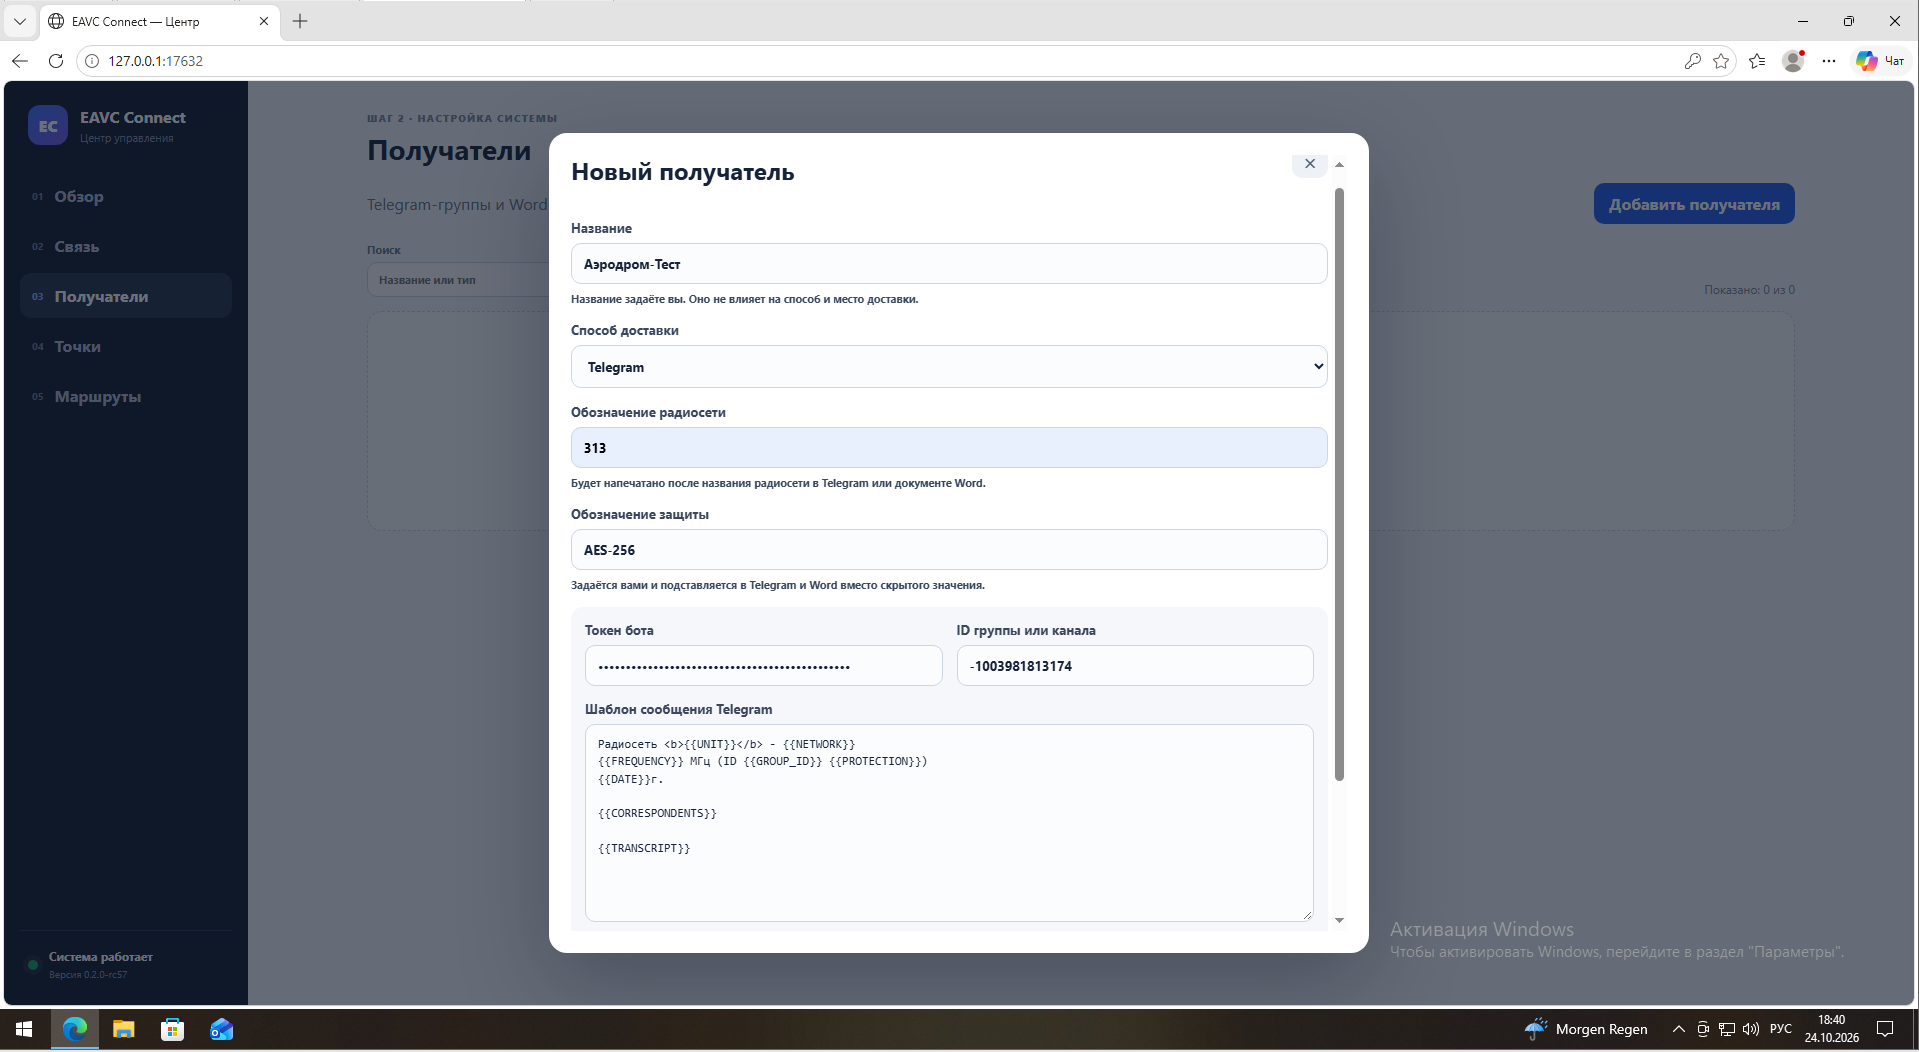 EAVC Connect — Центр
127.0.0.1:17632
Чат
EC
EAVC Connect
Центр управления
01 Обзор
02 Связь
03 Получатели
04 Точки
05 Маршруты
Система работает
Версия 0.2.0-rc57
ШАГ 2 · НАСТРОЙКА СИСТЕМЫ
Получатели
Telegram-группы и Word
Добавить получателя
Поиск
Название или тип
Показано: 0 из 0
Новый получатель
Название
Аэродром-Тест
Название задаёте вы. Оно не влияет на способ и место доставки.
Способ доставки
Telegram
Обозначение радиосети
313
Будет напечатано после названия радиосети в Telegram или документе Word.
Обозначение защиты
AES-256
Задаётся вами и подставляется в Telegram и Word вместо скрытого значения.
Токен бота
ID группы или канала
••••••••••••••••••••••••••••••••••••••••••••••
-1003981813174
Шаблон сообщения Telegram
Радиосеть <b>{{UNIT}}</b> - {{NETWORK}}
{{FREQUENCY}} МГц (ID {{GROUP_ID}} {{PROTECTION}})
{{DATE}}г.
{{CORRESPONDENTS}}
{{TRANSCRIPT}}
Активация Windows
Чтобы активировать Windows, перейдите в раздел "Параметры".
Morgen Regen
РУС
18:40
24.10.2026